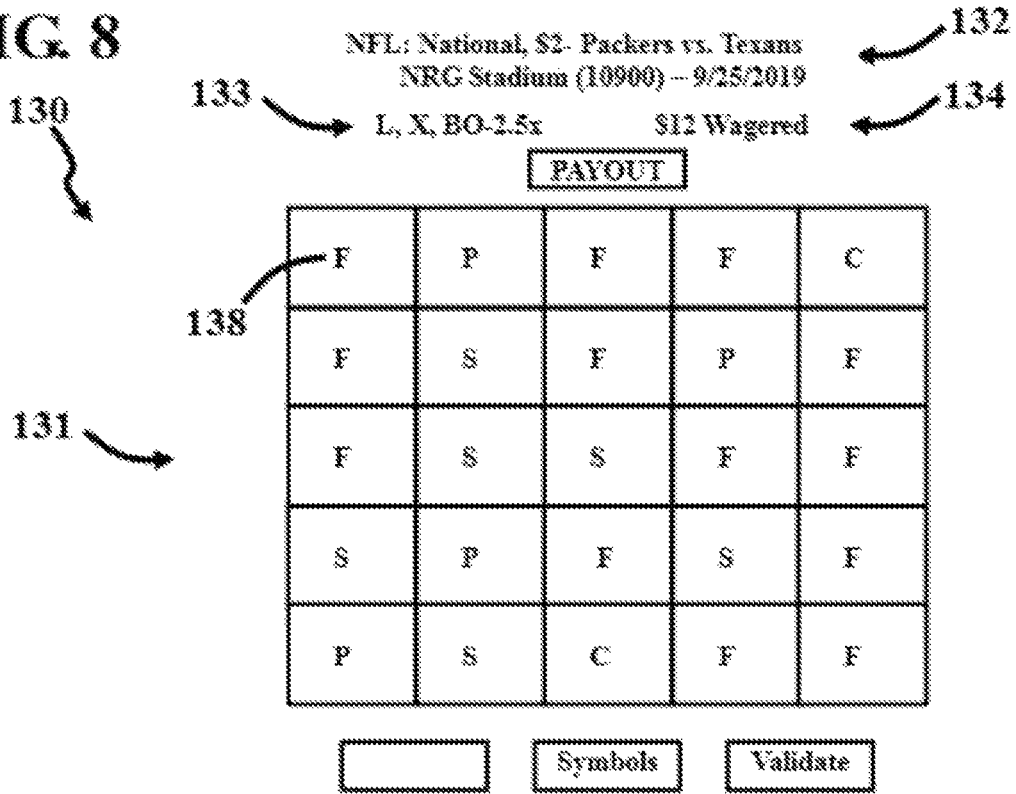 IG. 8
132
NFL: National, S2- Packers vs. Texans
NRG Stadium (10900) – 9/25/2019
130
133
134
L, X, BO-2.5x $12 Wagered
PAYOUT
F P F F C
138
F S F P F
131
F S S F F
S P F S F
P S C F F
Symbols Validate